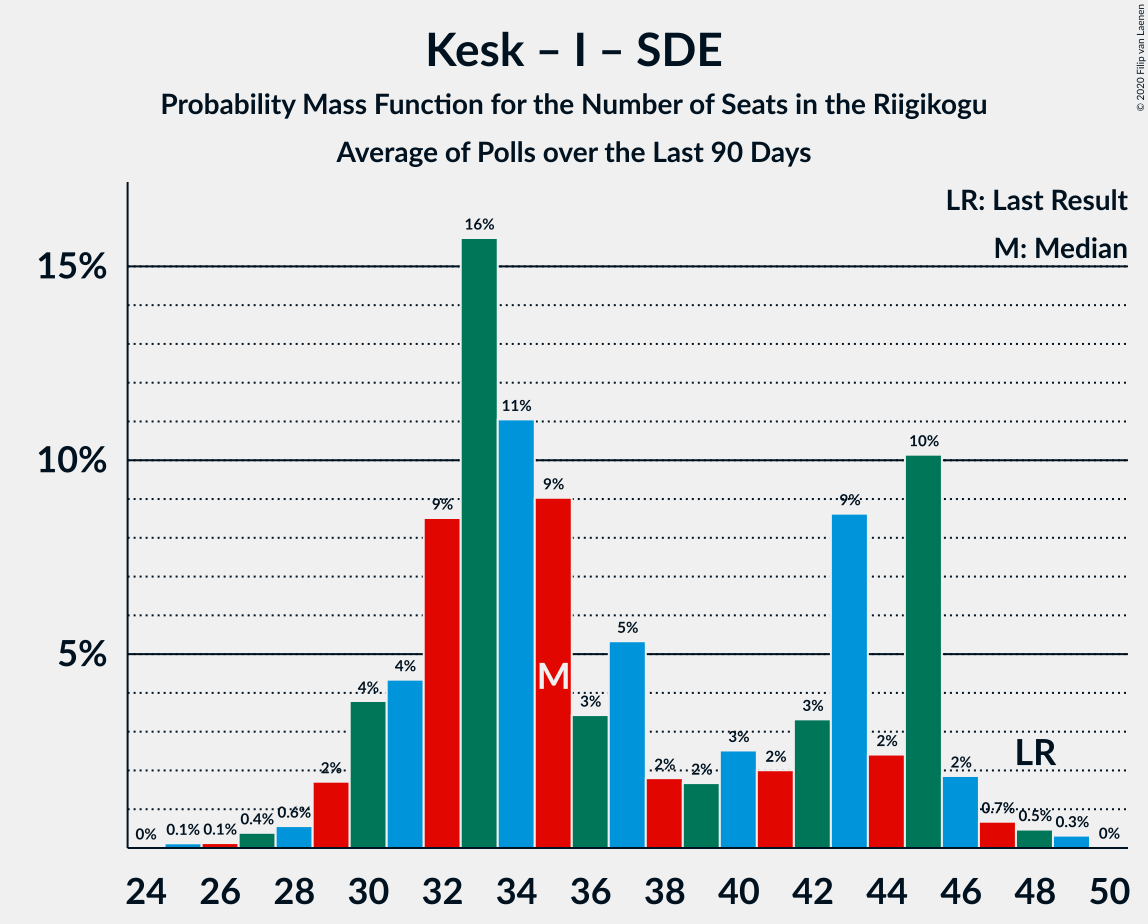 Kesk – I – SDE
Probability Mass Function for the Number of Seats in the Riigikogu
Average of Polls over the Last 90 Days
© 2020 Filip van Laenen
LR: Last Result
M: Median
15%
10%
5%
0% 0.1% 0.1% 0.4% 0.6% 2% 4% 4% 9% 16% 11% 9% 3% 5% 2% 2% 3% 2% 3% 9% 2% 10% 2% 0.7% 0.5% 0.3% 0%
M
LR
24 26 28 30 32 34 36 38 40 42 44 46 48 50